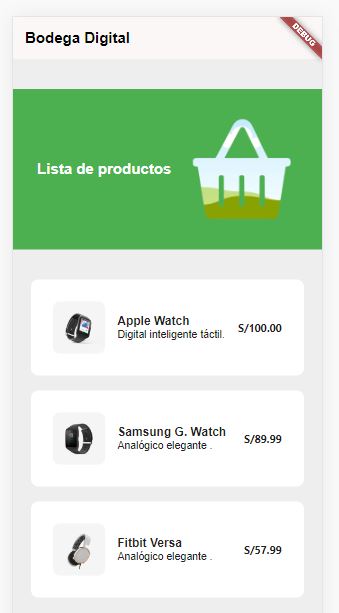 Bodega Digital
DEBUG
Lista de productos
Apple Watch
Digital inteligente táctil.
S/100.00
Samsung G. Watch
Analógico elegante .
S/89.99
Fitbit Versa
Analógico elegante .
S/57.99